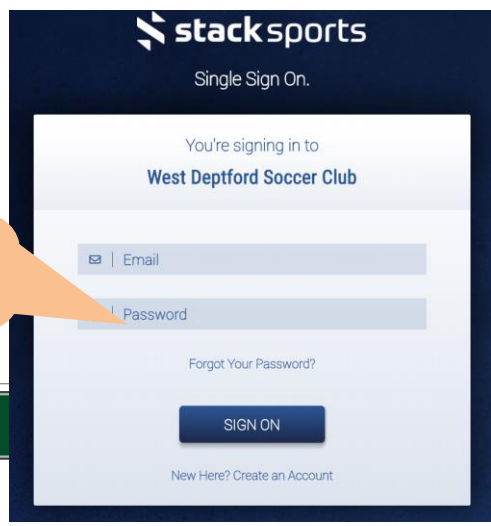 stacksports
Single Sign On.
You're signing in to
West Deptford Soccer Club
Email
Password
Forgot Your Password?
SIGN ON
New Here? Create an Account